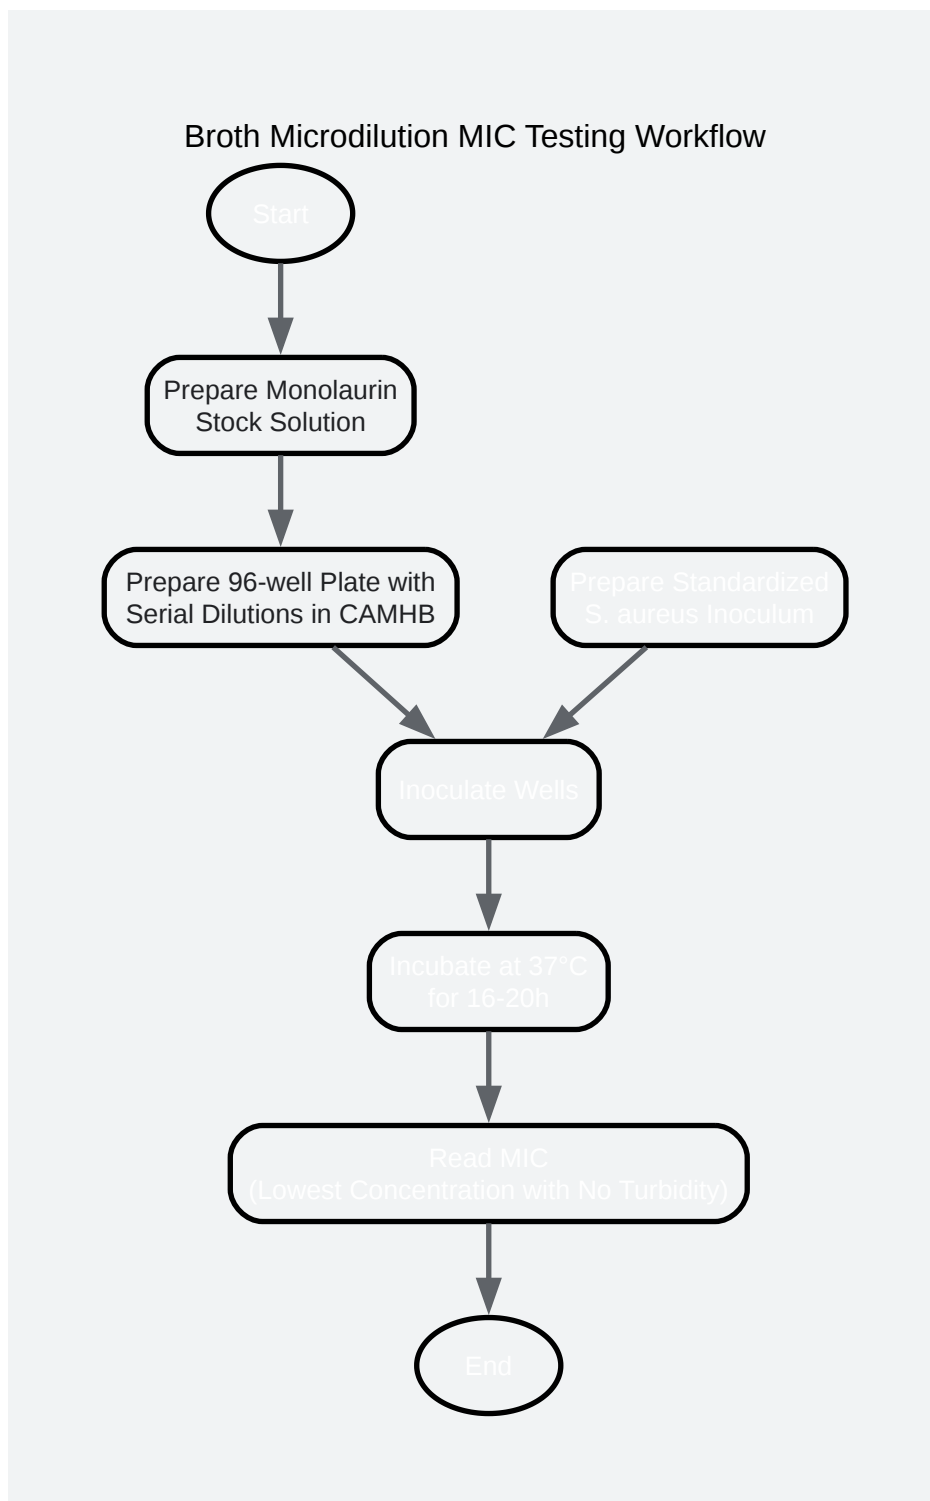 Broth Microdilution MIC Testing Workflow
Start
Prepare Monolaurin
Stock Solution
Prepare 96-well Plate with
Serial Dilutions in CAMHB
Prepare Standardized
S. aureus Inoculum
Inoculate Wells
Incubate at 37°C
for 16-20h
Read MIC
(Lowest Concentration with No Turbidity)
End